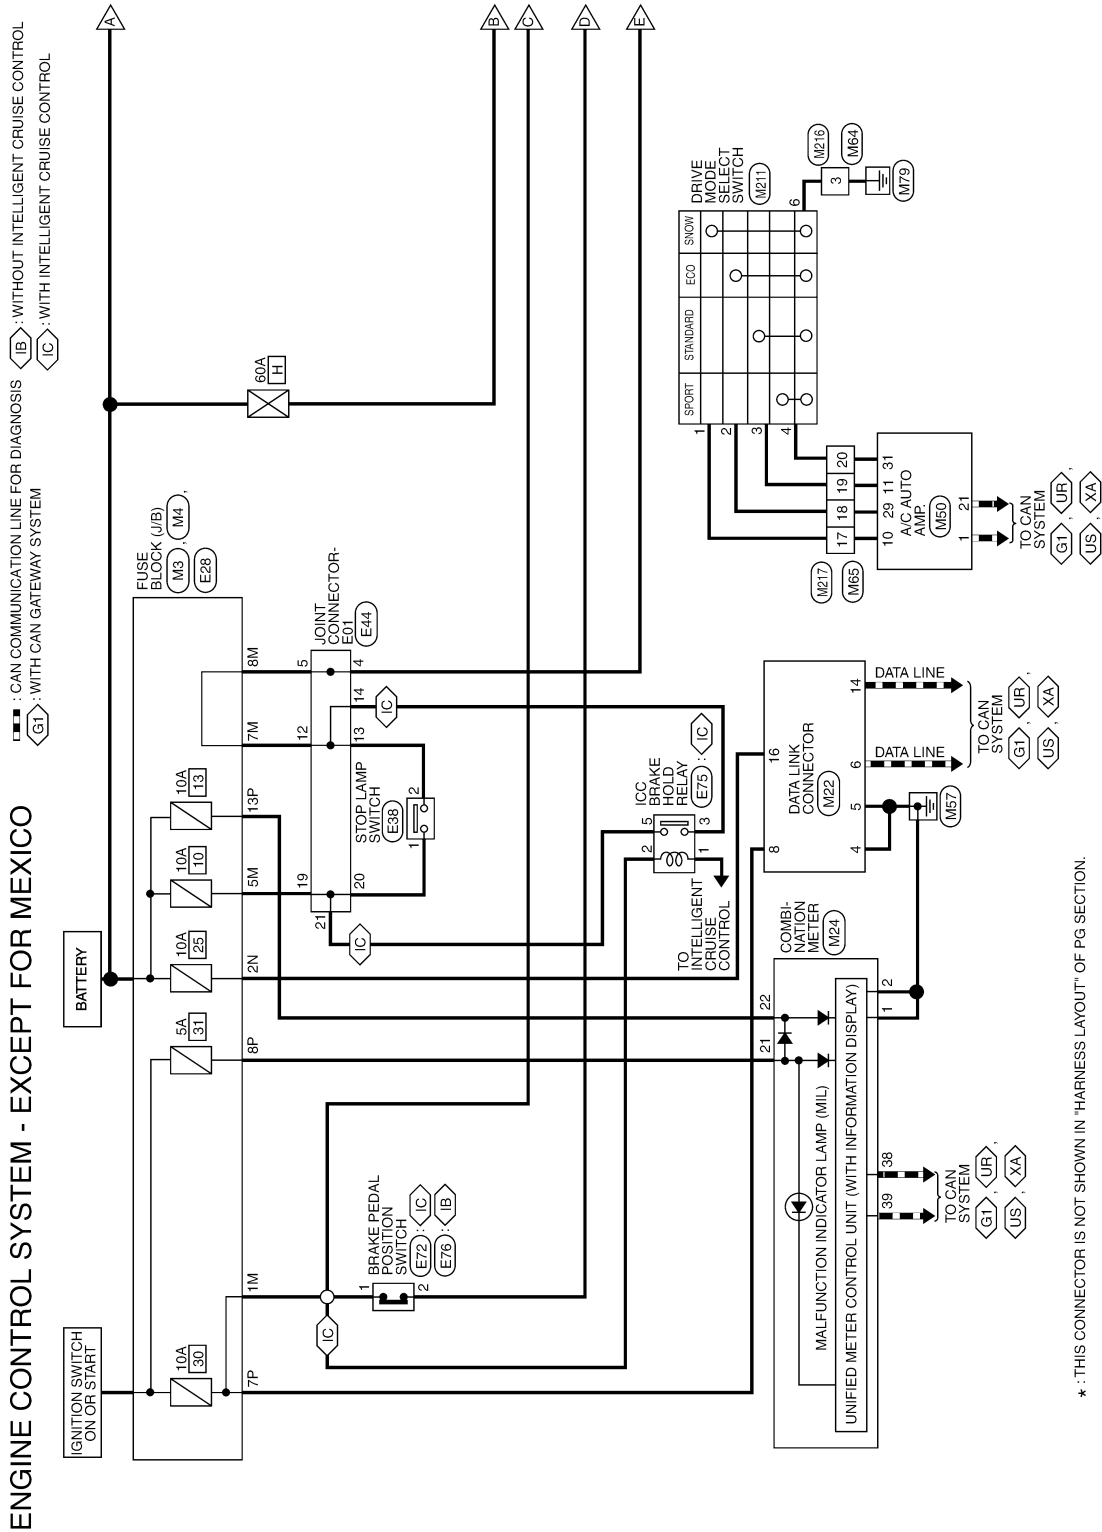 ENGINE CONTROL SYSTEM - EXCEPT FOR MEXICO
: CAN COMMUNICATION LINE FOR DIAGNOSIS
G1 : WITH CAN GATEWAY SYSTEM
IB : WITHOUT INTELLIGENT CRUISE CONTROL
IC : WITH INTELLIGENT CRUISE CONTROL
IGNITION SWITCH
ON OR START
BATTERY
A
B
C
D
E
60A
H
FUSE
BLOCK (J/B)
M3 , M4 ,
E28
10A
30
5A
31
10A
25
10A
10
10A
13
7P
1M
8P
2N
5M
13P
7M
8M
JOINT
CONNECTOR-
E01
E44
21
19
20
12
13
14
5
4
IC
IC
STOP LAMP
SWITCH
E38
1
2
BRAKE PEDAL
POSITION
SWITCH
E72 : IC
E76 : IB
1
2
IC
ICC
BRAKE
HOLD
RELAY
E75 : IC
2
5
1
3
TO
INTELLIGENT
CRUISE
CONTROL
DRIVE
MODE
SELECT
SWITCH
M211
SPORT
STANDARD
ECO
SNOW
1
2
3
4
6
3
M216
M64
M79
17
18
19
20
M217
M65
10
29
11
31
A/C AUTO
AMP.
M50
1
21
TO CAN
SYSTEM
G1 , UR ,
US , XA
8
16
DATA LINK
CONNECTOR
M22
4
5
6
14
DATA LINE
DATA LINE
TO CAN
SYSTEM
G1 , UR ,
US , XA
M57
COMBI-
NATION
METER
M24
21
22
MALFUNCTION INDICATOR LAMP (MIL)
UNIFIED METER CONTROL UNIT (WITH INFORMATION DISPLAY)
39
38
1
2
TO CAN
SYSTEM
G1 , UR ,
US , XA
* : THIS CONNECTOR IS NOT SHOWN IN "HARNESS LAYOUT" OF PG SECTION.